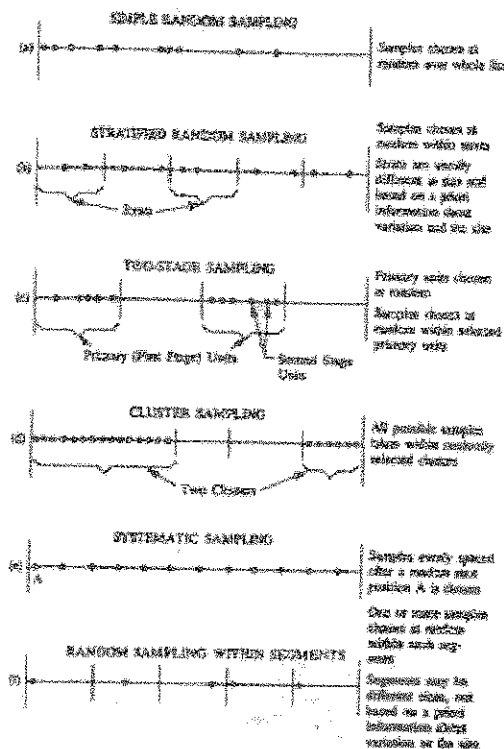 SIMPLE RANDOM SAMPLING
(a)
Samples chosen at
random over whole
STRATIFIED RANDOM SAMPLING
(b)
Strata
Samples chosen at
random within strata
Strata are usually
different in size and
based on a priori
information about
variation and the site
TWO-STAGE SAMPLING
(c)
Primary (First Stage) Units
Second Stage
Units
Primary units chosen
at random
Samples chosen at
random within selected
primary units
CLUSTER SAMPLING
(d)
Two Clusters
All possible samples
taken within randomly
selected clusters
SYSTEMATIC SAMPLING
(e)
A
Samples evenly spaced
after a random start
position A is chosen
RANDOM SAMPLING WITHIN SEGMENTS
(f)
One or more samples
chosen at random
within each seg-
ment
Segments may be
different sizes, not
based on a priori
information about
variation or the site